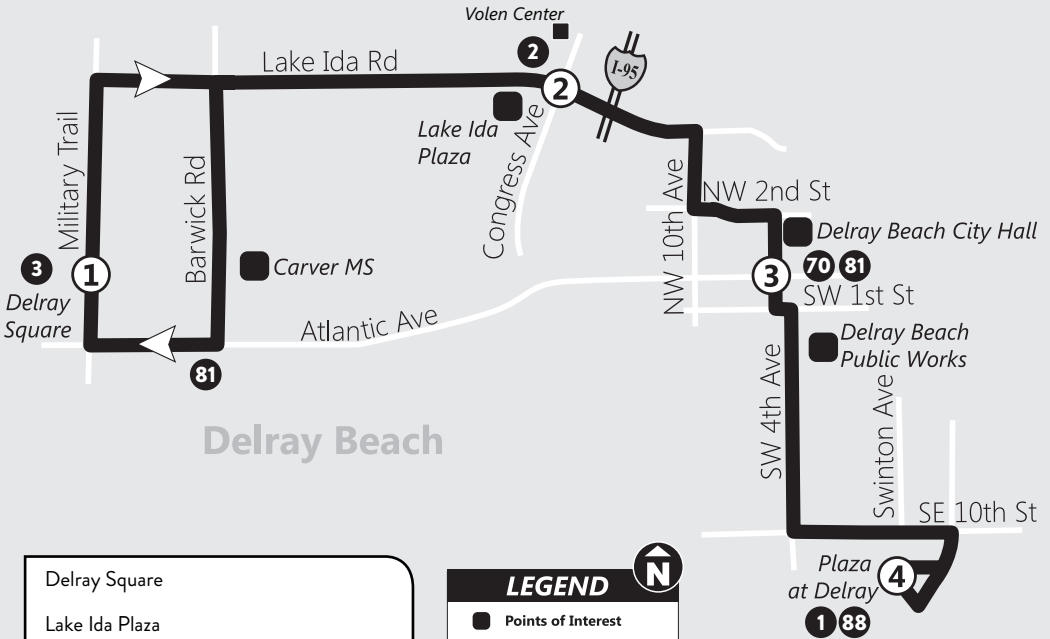 Volen Center
2
I-95
Lake Ida Rd
2
Lake Ida
Plaza
Congress Ave
Military Trail
Barwick Rd
NW 10th Ave
NW 2nd St
Delray Beach City Hall
70 81
3
SW 1st St
3
1
Delray
Square
Carver MS
Atlantic Ave
81
Delray Beach
Public Works
SW 4th Ave
Swinton Ave
Delray Beach
SE 10th St
Plaza
at Delray
4
1 88
Delray Square
Lake Ida Plaza
LEGEND
N
Points of Interest